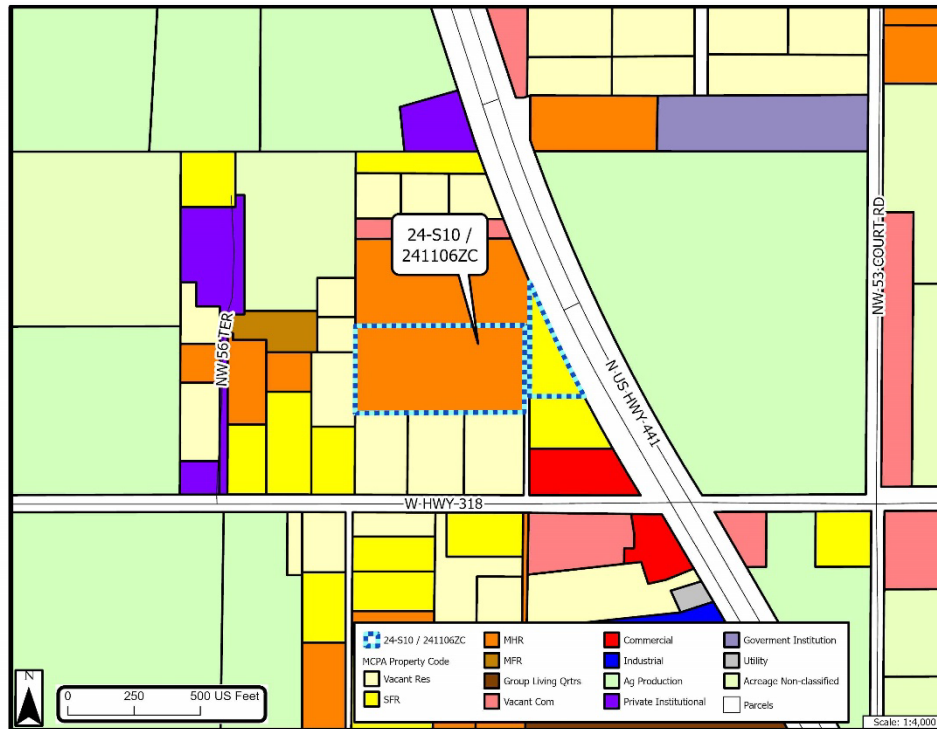 24-S10 /
241106ZC
NW 53 COURT RD
NW 56 TER
N US HWY 441
W HWY 318
24-S10 / 241106ZC
MCPA Property Code
Vacant Res
SFR
MHR
MFR
Group Living Qrtrs
Vacant Com
Commercial
Industrial
Ag Production
Private Institutional
Goverment Institution
Utility
Acreage Non-classified
Parcels
N
0 250 500 US Feet
Scale: 1:4,000